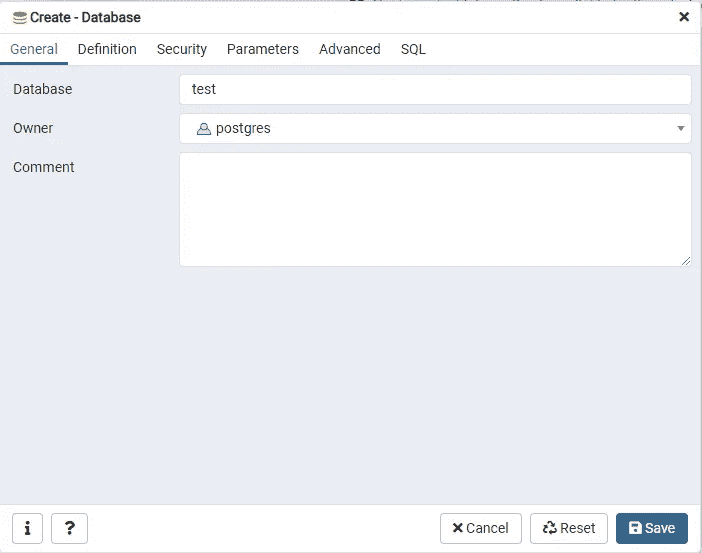 Create - Database
General Definition Security Parameters Advanced SQL
Database test
Owner postgres
Comment
i ? Cancel Reset Save